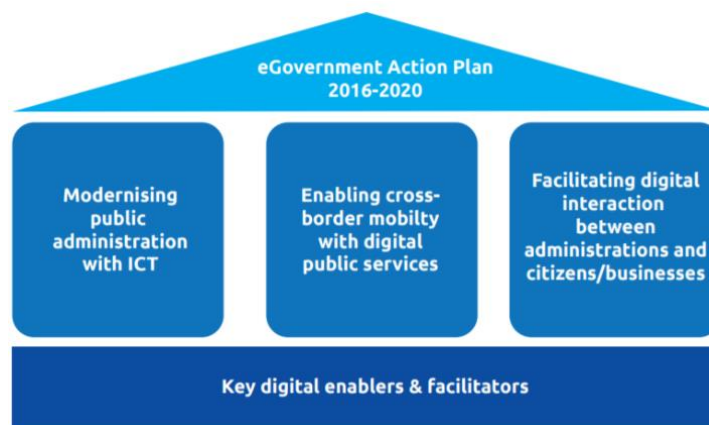 eGovernment Action Plan
2016-2020
Modernising
public
administration
with ICT
Enabling cross-
border mobilty
with digital
public services
Facilitating digital
interaction
between
administrations and
citizens/businesses
Key digital enablers & facilitators